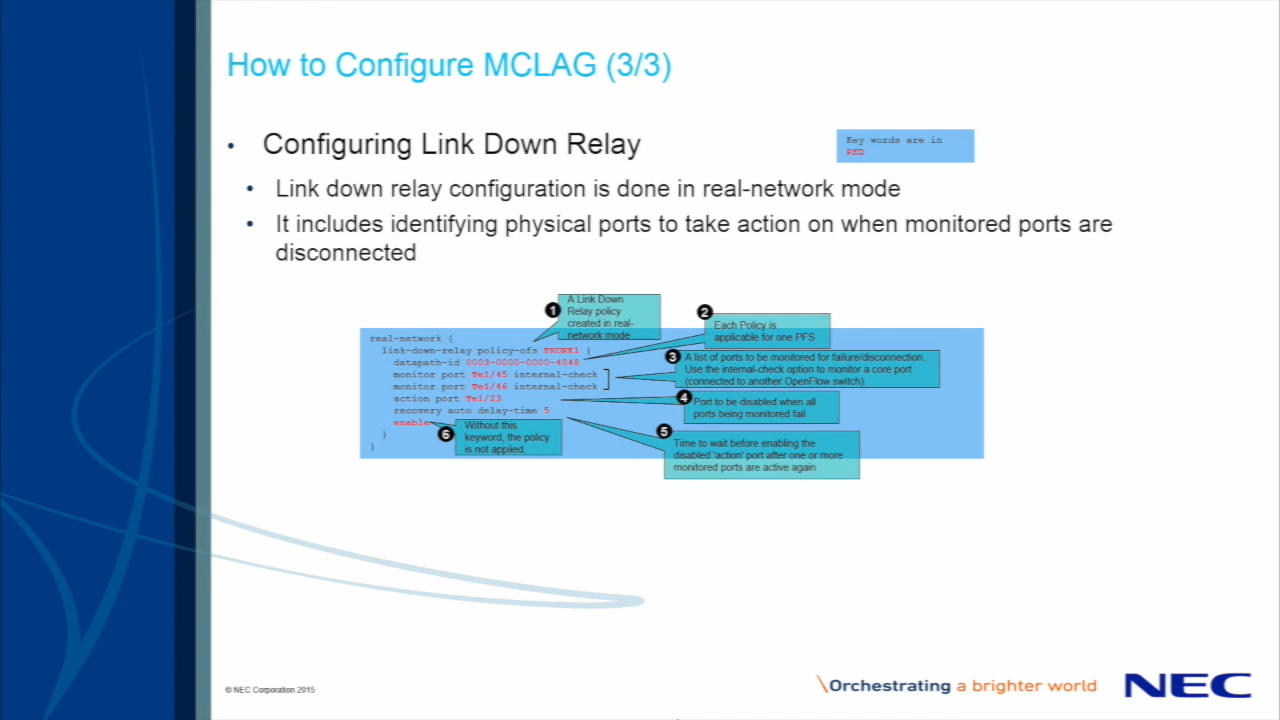 How to Configure MCLAG (3/3)
• Configuring Link Down Relay
Key words are in
RED
• Link down relay configuration is done in real-network mode
• It includes identifying physical ports to take action on when monitored ports are
disconnected
1
A Link Down
Relay policy
created in real-
network mode
2
Each Policy is
applicable for one PFS
3
A list of ports to be monitored for failure/disconnection.
Use the internal-check option to monitor a core port
(connected to another OpenFlow switch).
4
Port to be disabled when all
ports being monitored fail
5
Time to wait before enabling the
disabled 'action' port after one or more
monitored ports are active again
6
Without this
keyword, the policy
is not applied.
real-network {
link-down-relay policy-ofs TRUNK1 {
datapath-id 0003-0000-0000-4048
monitor port Te1/45 internal-check
monitor port Te1/46 internal-check
action port Te1/23
recovery auto delay-time 5
enable
}
}
© NEC Corporation 2015
\Orchestrating a brighter world
NEC